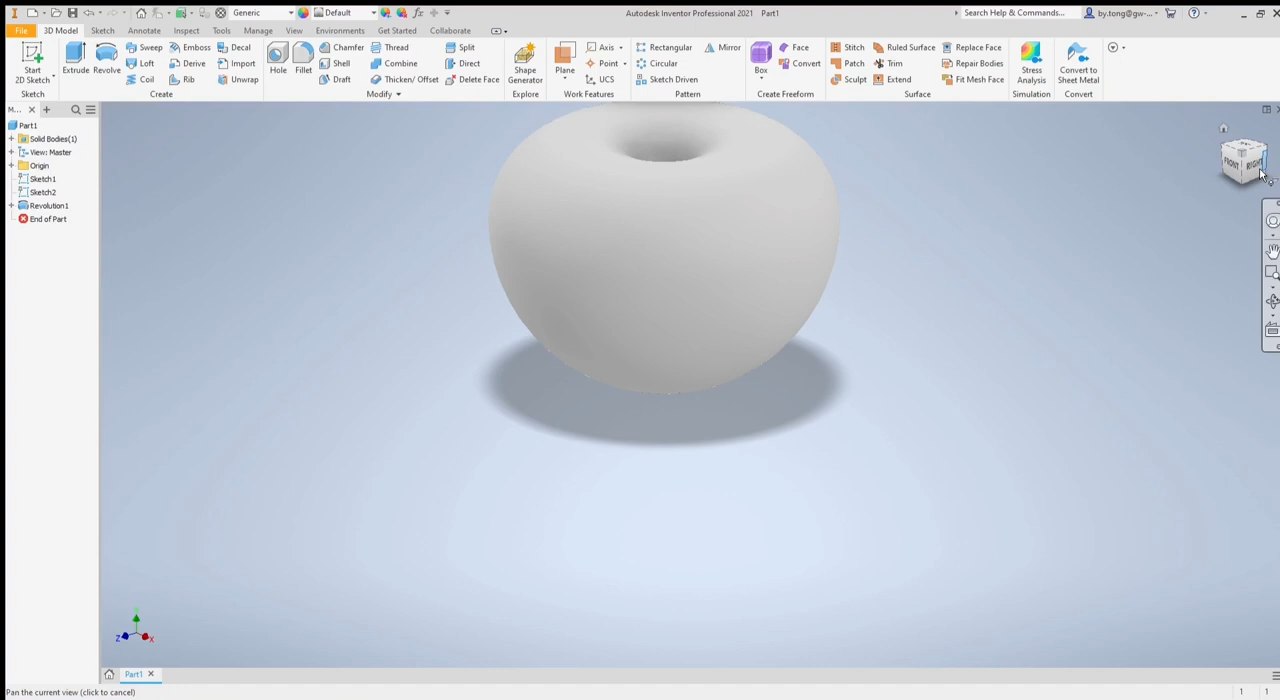 Generic Default Autodesk Inventor Professional 2021 Part1 Search Help & Commands... by.tong@gw-...
File 3D Model Sketch Annotate Inspect Tools Manage View Environments Get Started Collaborate
Start 2D Sketch
Sketch
Extrude Revolve
Sweep Emboss Decal
Loft Derive Import
Coil Rib Unwrap
Create
Hole Fillet
Chamfer Thread Split
Shell Combine Direct
Draft Thicken/ Offset Delete Face
Modify
Shape Generator
Explore
Plane
Axis
Point
UCS
Work Features
Rectangular Mirror
Circular
Sketch Driven
Pattern
Box
Face
Convert
Create Freeform
Stitch Ruled Surface Replace Face
Patch Trim Repair Bodies
Sculpt Extend Fit Mesh Face
Surface
Stress Analysis
Simulation
Convert to Sheet Metal
Convert
M...
Part1
Solid Bodies(1)
View: Master
Origin
Sketch1
Sketch2
Revolution1
End of Part
FRONT RIGHT
Z X
Part1
Pan the current view (click to cancel) 1 1